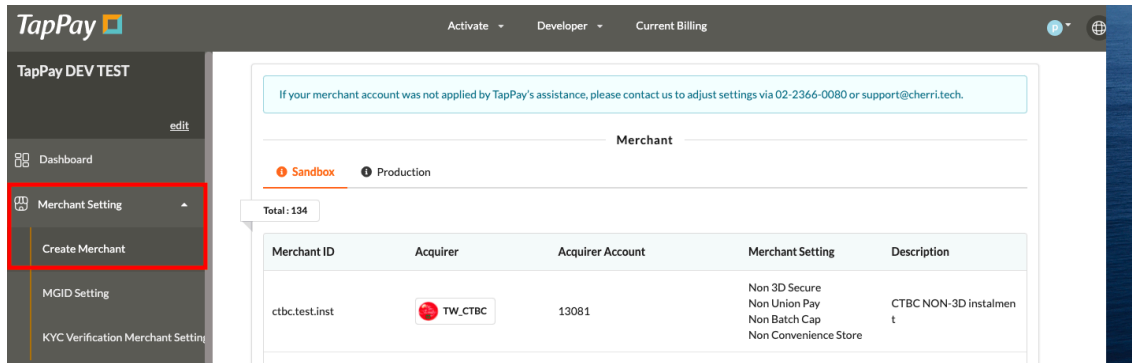 TapPay
Activate
Developer
Current Billing
P
TapPay DEV TEST
edit
Dashboard
Merchant Setting
Create Merchant
MGID Setting
KYC Verification Merchant Setting
If your merchant account was not applied by TapPay's assistance, please contact us to adjust settings via 02-2366-0080 or support@cherri.tech.
Merchant
Sandbox
Production
Total : 134
Merchant ID Acquirer Acquirer Account Merchant Setting Description
ctbc.test.inst
TW_CTBC
13081
Non 3D Secure
Non Union Pay
Non Batch Cap
Non Convenience Store
CTBC NON-3D instalmen
t